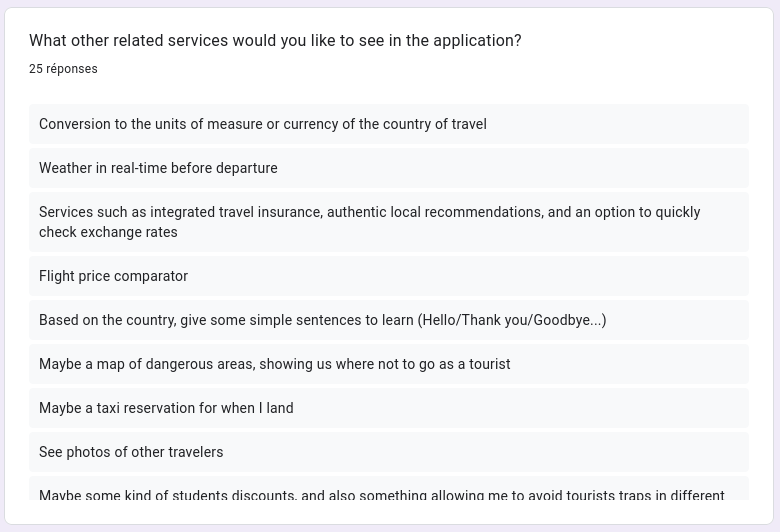 What other related services would you like to see in the application?
25 réponses
Conversion to the units of measure or currency of the country of travel
Weather in real-time before departure
Services such as integrated travel insurance, authentic local recommendations, and an option to quickly
check exchange rates
Flight price comparator
Based on the country, give some simple sentences to learn (Hello/Thank you/Goodbye...)
Maybe a map of dangerous areas, showing us where not to go as a tourist
Maybe a taxi reservation for when I land
See photos of other travelers
Maybe some kind of students discounts, and also something allowing me to avoid tourists traps in different